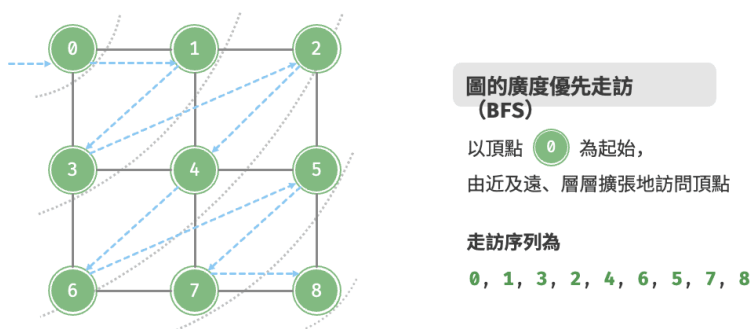 0 1 2
3 4 5
6 7 8
圖的廣度優先走訪
（BFS）
以頂點 0 為起始，
由近及遠、層層擴張地訪問頂點
走訪序列為
0, 1, 3, 2, 4, 6, 5, 7, 8